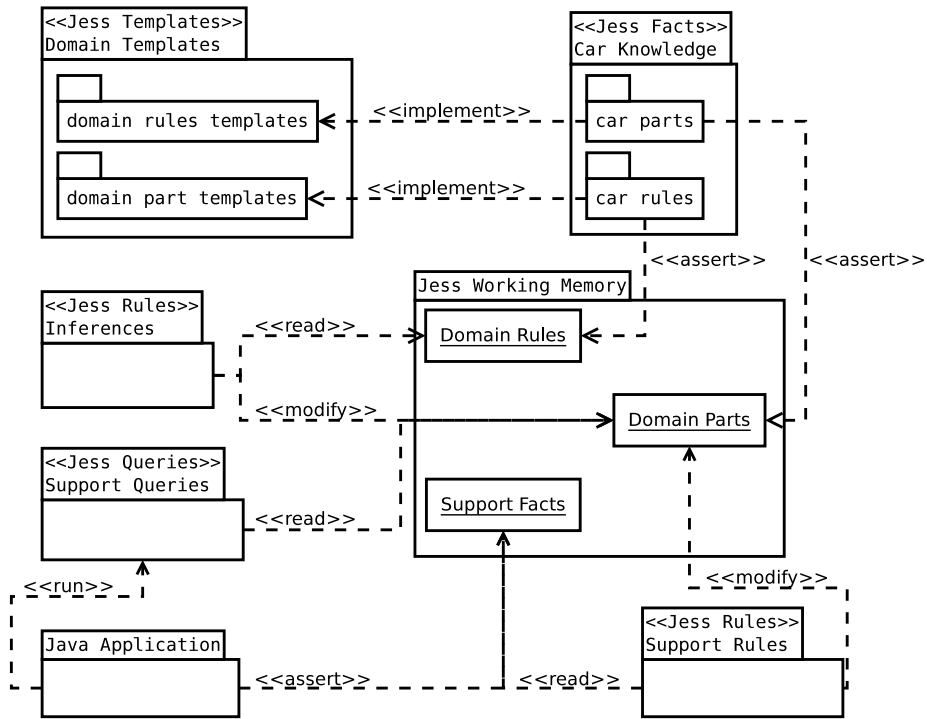 <<Jess Templates>>
Domain Templates
<<Jess Facts>>
Car Knowledge
domain rules templates
<<implement>>
car parts
domain part templates
<<implement>>
car rules
<<assert>>
<<assert>>
Jess Working Memory
<<Jess Rules>>
Inferences
<<read>>
Domain Rules
<<modify>>
Domain Parts
<<Jess Queries>>
Support Queries
<<read>>
Support Facts
<<run>>
<<modify>>
Java Application
<<Jess Rules>>
Support Rules
<<assert>>
<<read>>